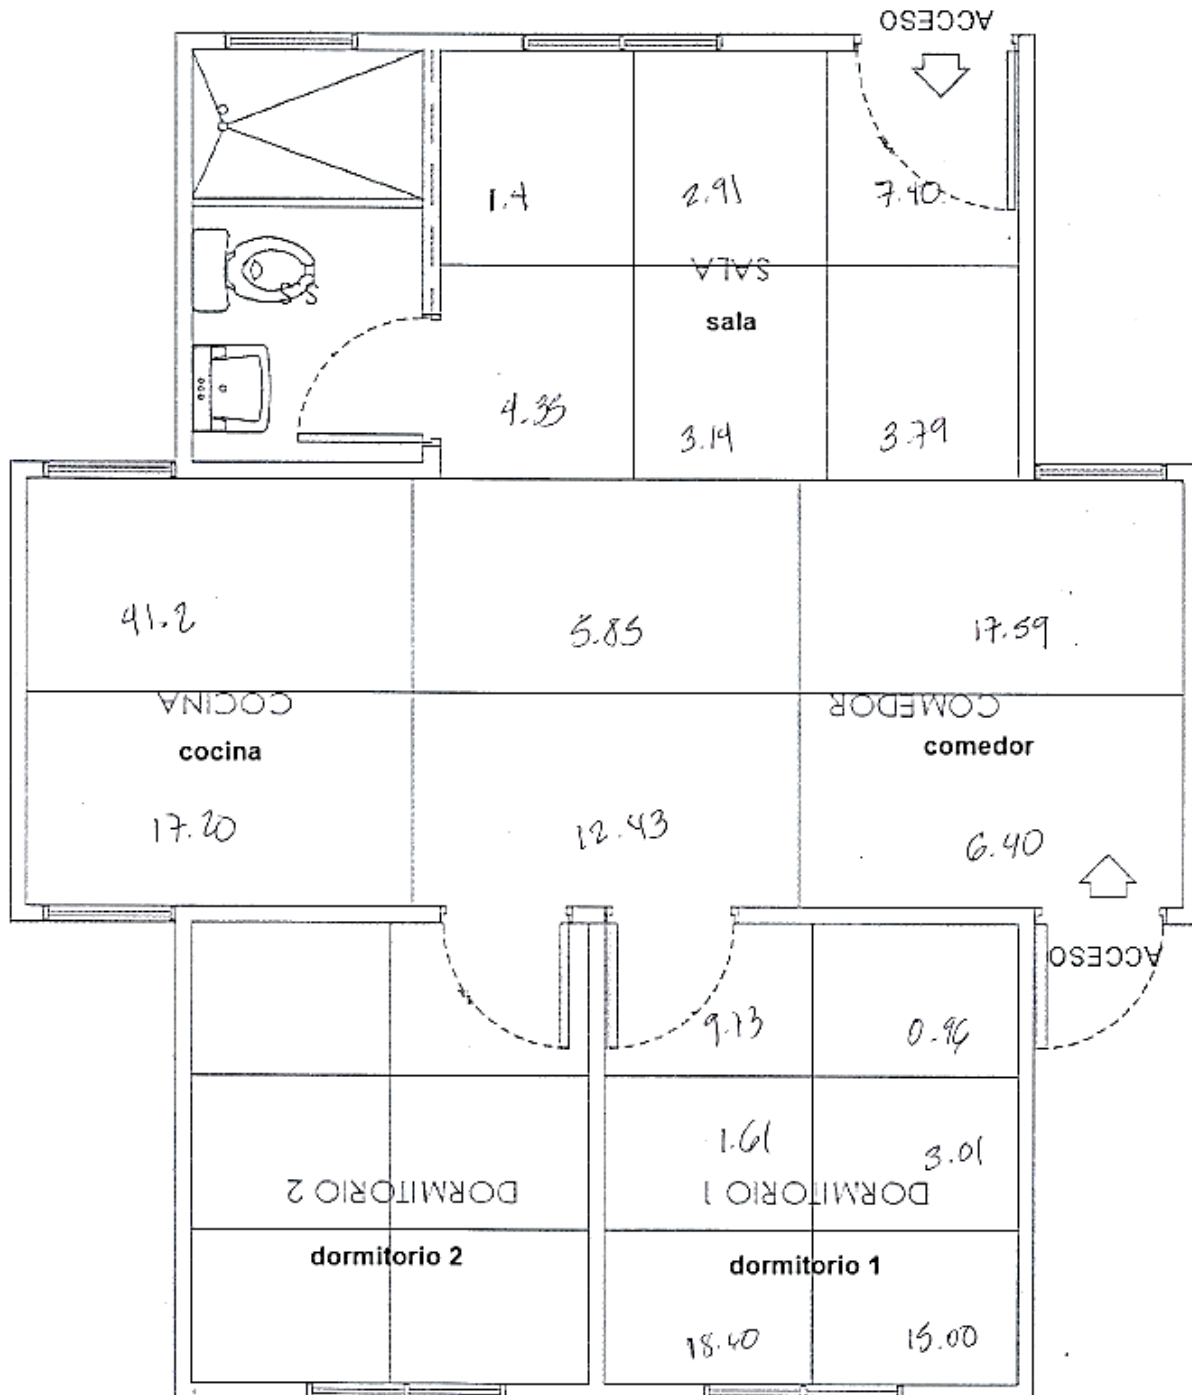 ACCESO
1.4 2.91 7.40
SALA
sala
4.35 3.14 3.79
41.2 5.85 17.59
COCINA COMEDOR
cocina comedor
17.20 12.43 6.40
ACCESO
9.73 0.96
1.61 3.01
DORMITORIO 2 DORMITORIO 1
dormitorio 2 dormitorio 1
18.40 15.00